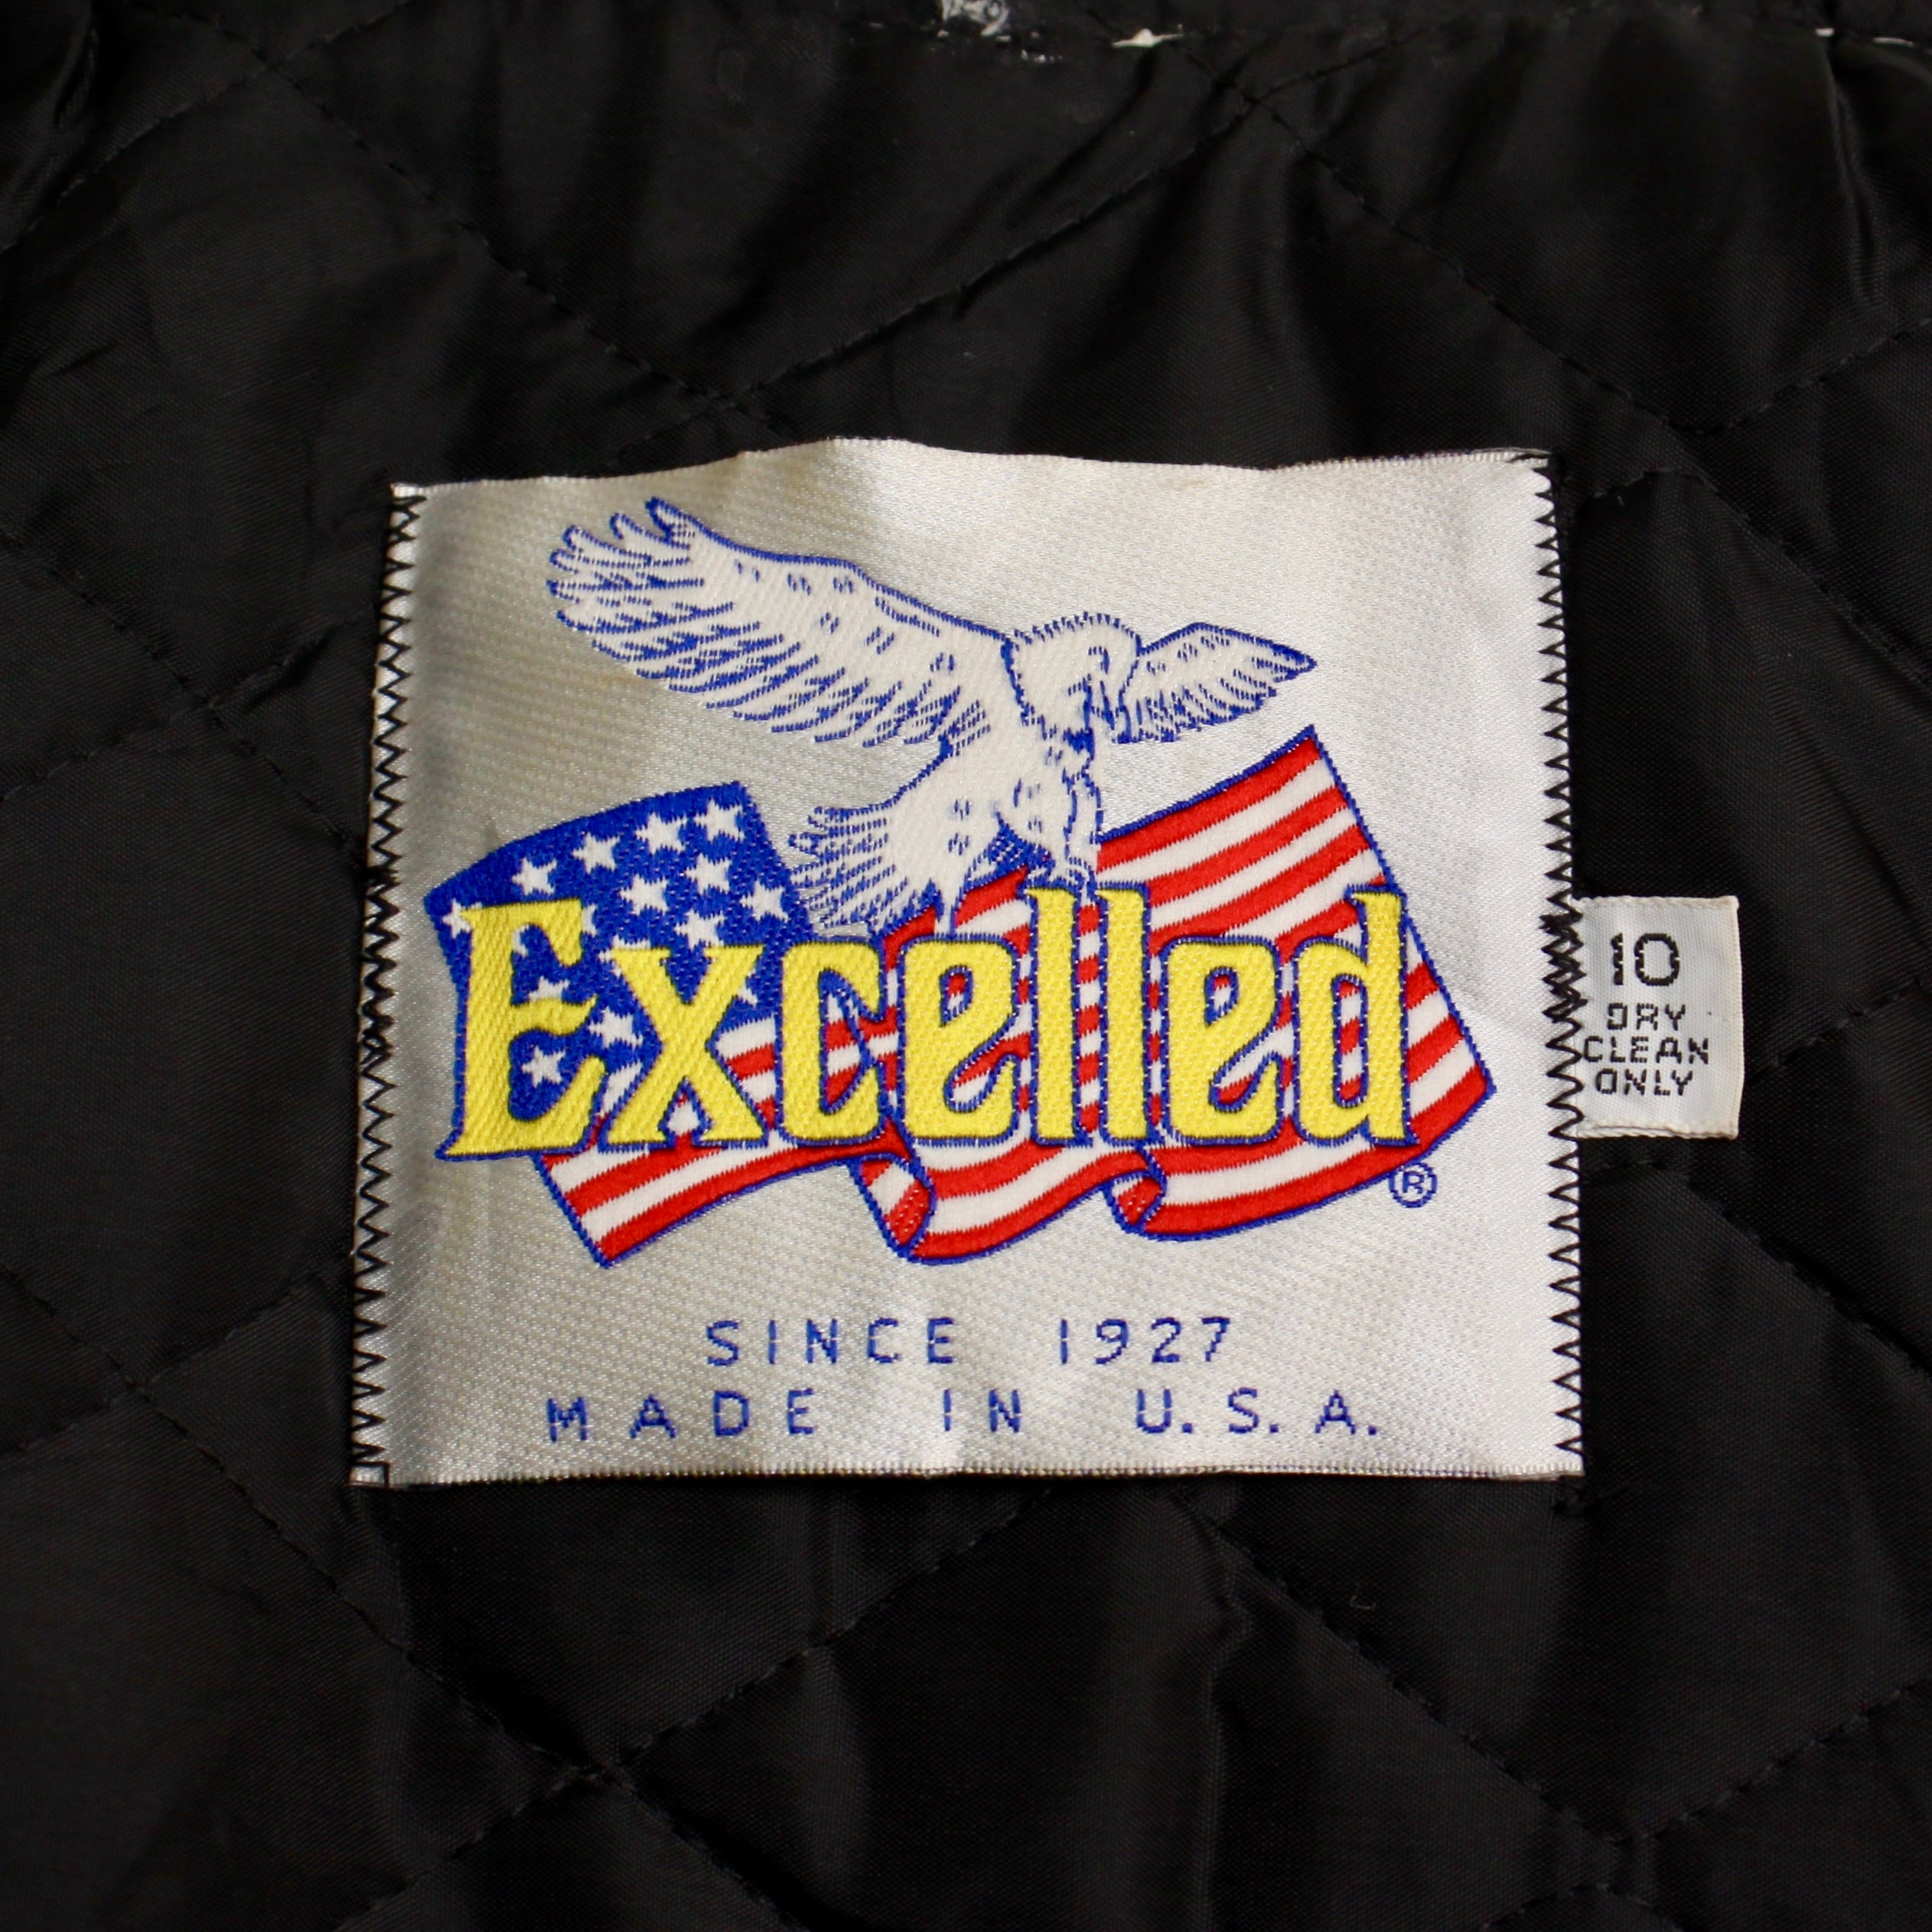 Excelled
®
SINCE 1927
MADE IN U.S.A.
10
DRY
CLEAN
ONLY